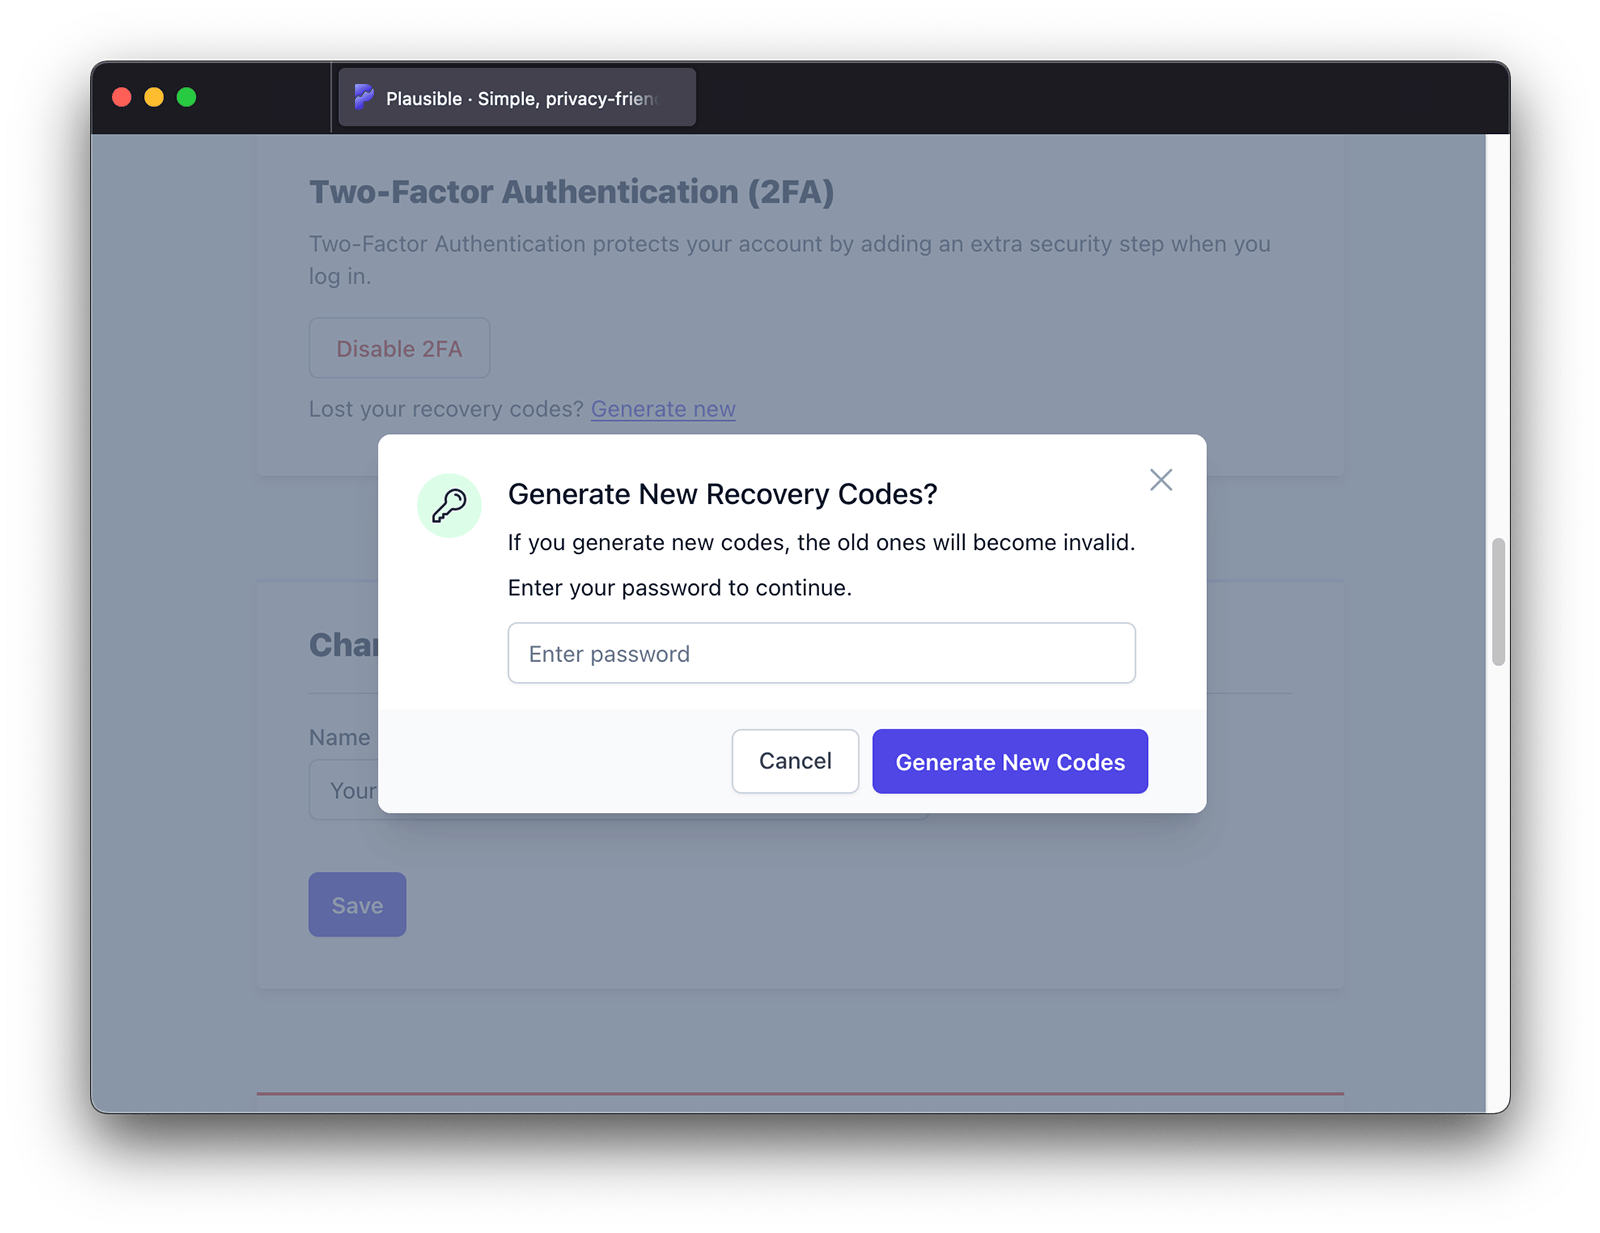 Plausible · Simple, privacy-frien
Two-Factor Authentication (2FA)
Two-Factor Authentication protects your account by adding an extra security step when you
log in.
Disable 2FA
Lost your recovery codes? Generate new
Generate New Recovery Codes?
If you generate new codes, the old ones will become invalid.
Enter your password to continue.
Enter password
Cancel
Generate New Codes
Char
Name
Your
Save